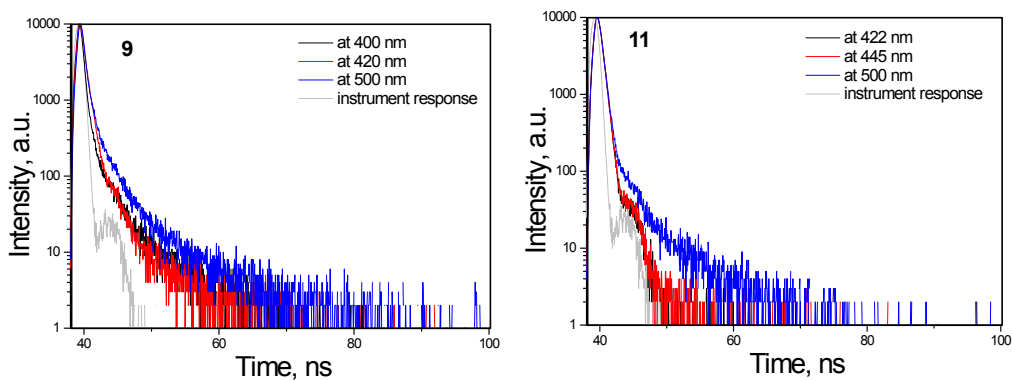 9
at 400 nm
at 420 nm
at 500 nm
instrument response
10000
1000
100
10
1
Intensity, a.u.
40
60
80
100
Time, ns
11
at 422 nm
at 445 nm
at 500 nm
instrument response
10000
1000
100
10
1
Intensity, a.u.
40
60
80
100
Time, ns